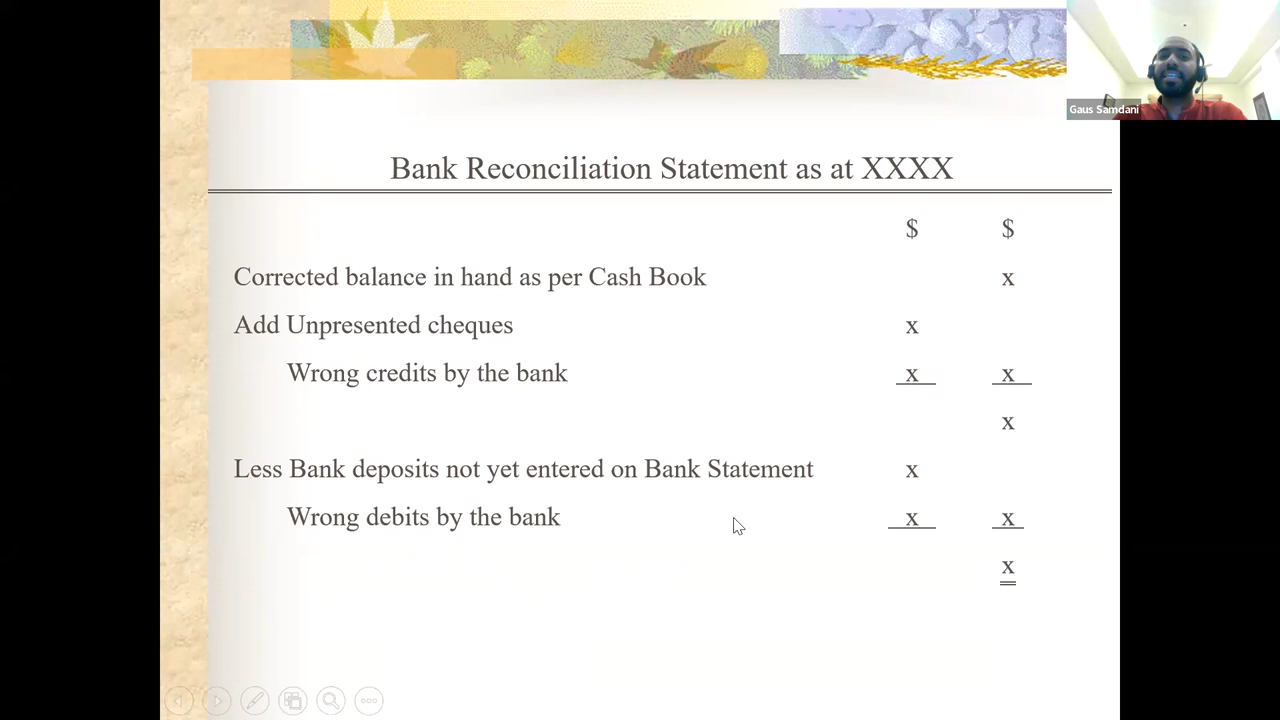 Gaus Samdani
Bank Reconciliation Statement as at XXXX
$ $
Corrected balance in hand as per Cash Book x
Add Unpresented cheques x
Wrong credits by the bank x x
x
Less Bank deposits not yet entered on Bank Statement x
Wrong debits by the bank x x
x